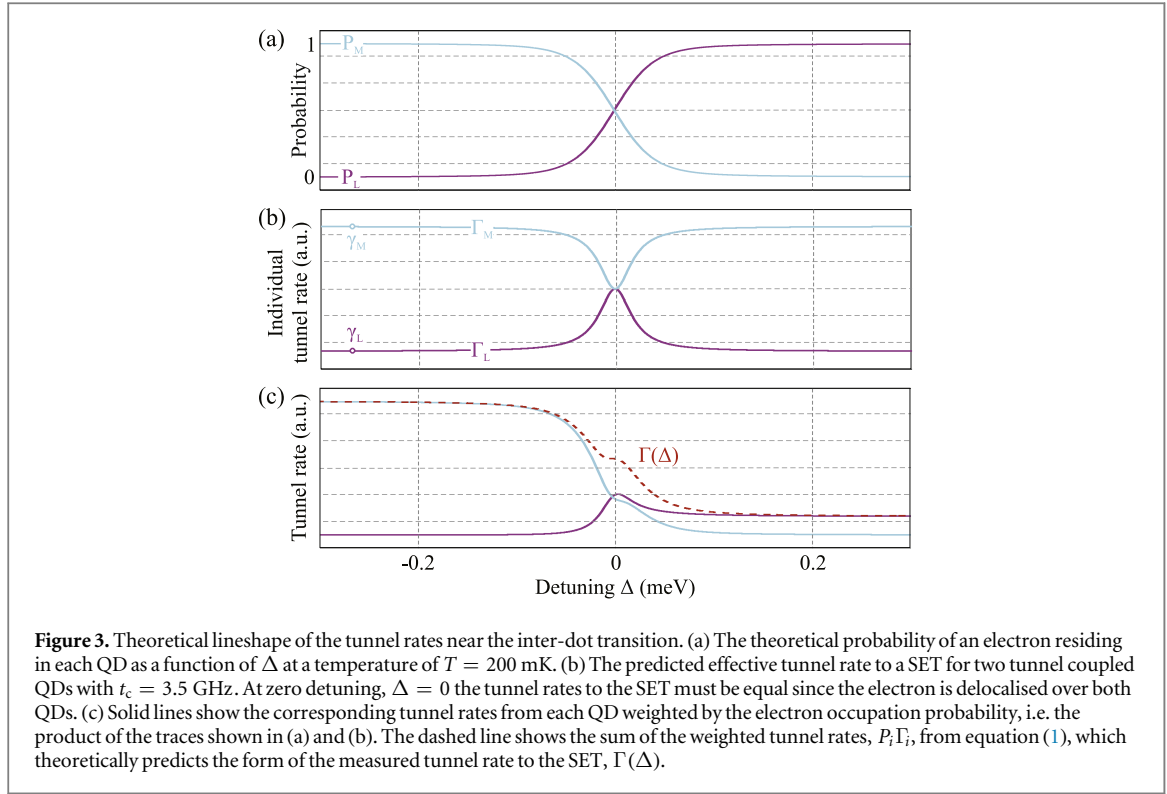 (a)
1
P_M
Probability
0
P_L
(b)
γ_M
Γ_M
Individual
tunnel rate (a.u.)
γ_L
Γ_L
(c)
Tunnel rate (a.u.)
Γ(Δ)
-0.2
0
0.2
Detuning Δ (meV)
Figure 3. Theoretical lineshape of the tunnel rates near the inter-dot transition. (a) The theoretical probability of an electron residing
in each QD as a function of Δ at a temperature of T = 200 mK. (b) The predicted effective tunnel rate to a SET for two tunnel coupled
QDs with t_c = 3.5 GHz. At zero detuning, Δ = 0 the tunnel rates to the SET must be equal since the electron is delocalised over both
QDs. (c) Solid lines show the corresponding tunnel rates from each QD weighted by the electron occupation probability, i.e. the
product of the traces shown in (a) and (b). The dashed line shows the sum of the weighted tunnel rates, P_iΓ_i, from equation (1), which
theoretically predicts the form of the measured tunnel rate to the SET, Γ(Δ).